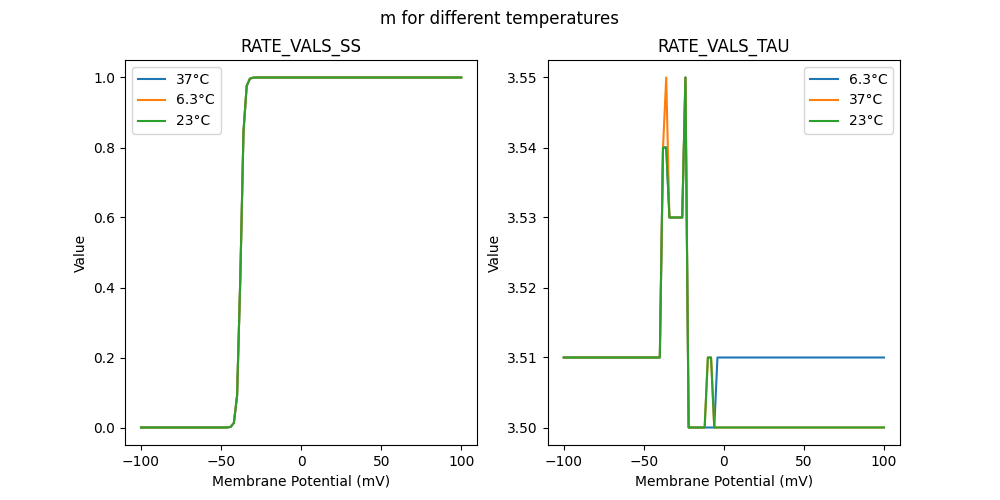 m for different temperatures
RATE_VALS_SS
RATE_VALS_TAU
37°C
6.3°C
23°C
6.3°C
37°C
23°C
1.0
0.8
0.6
0.4
0.2
0.0
Value
−100
−50
0
50
100
Membrane Potential (mV)
3.55
3.54
3.53
3.52
3.51
3.50
Value
−100
−50
0
50
100
Membrane Potential (mV)